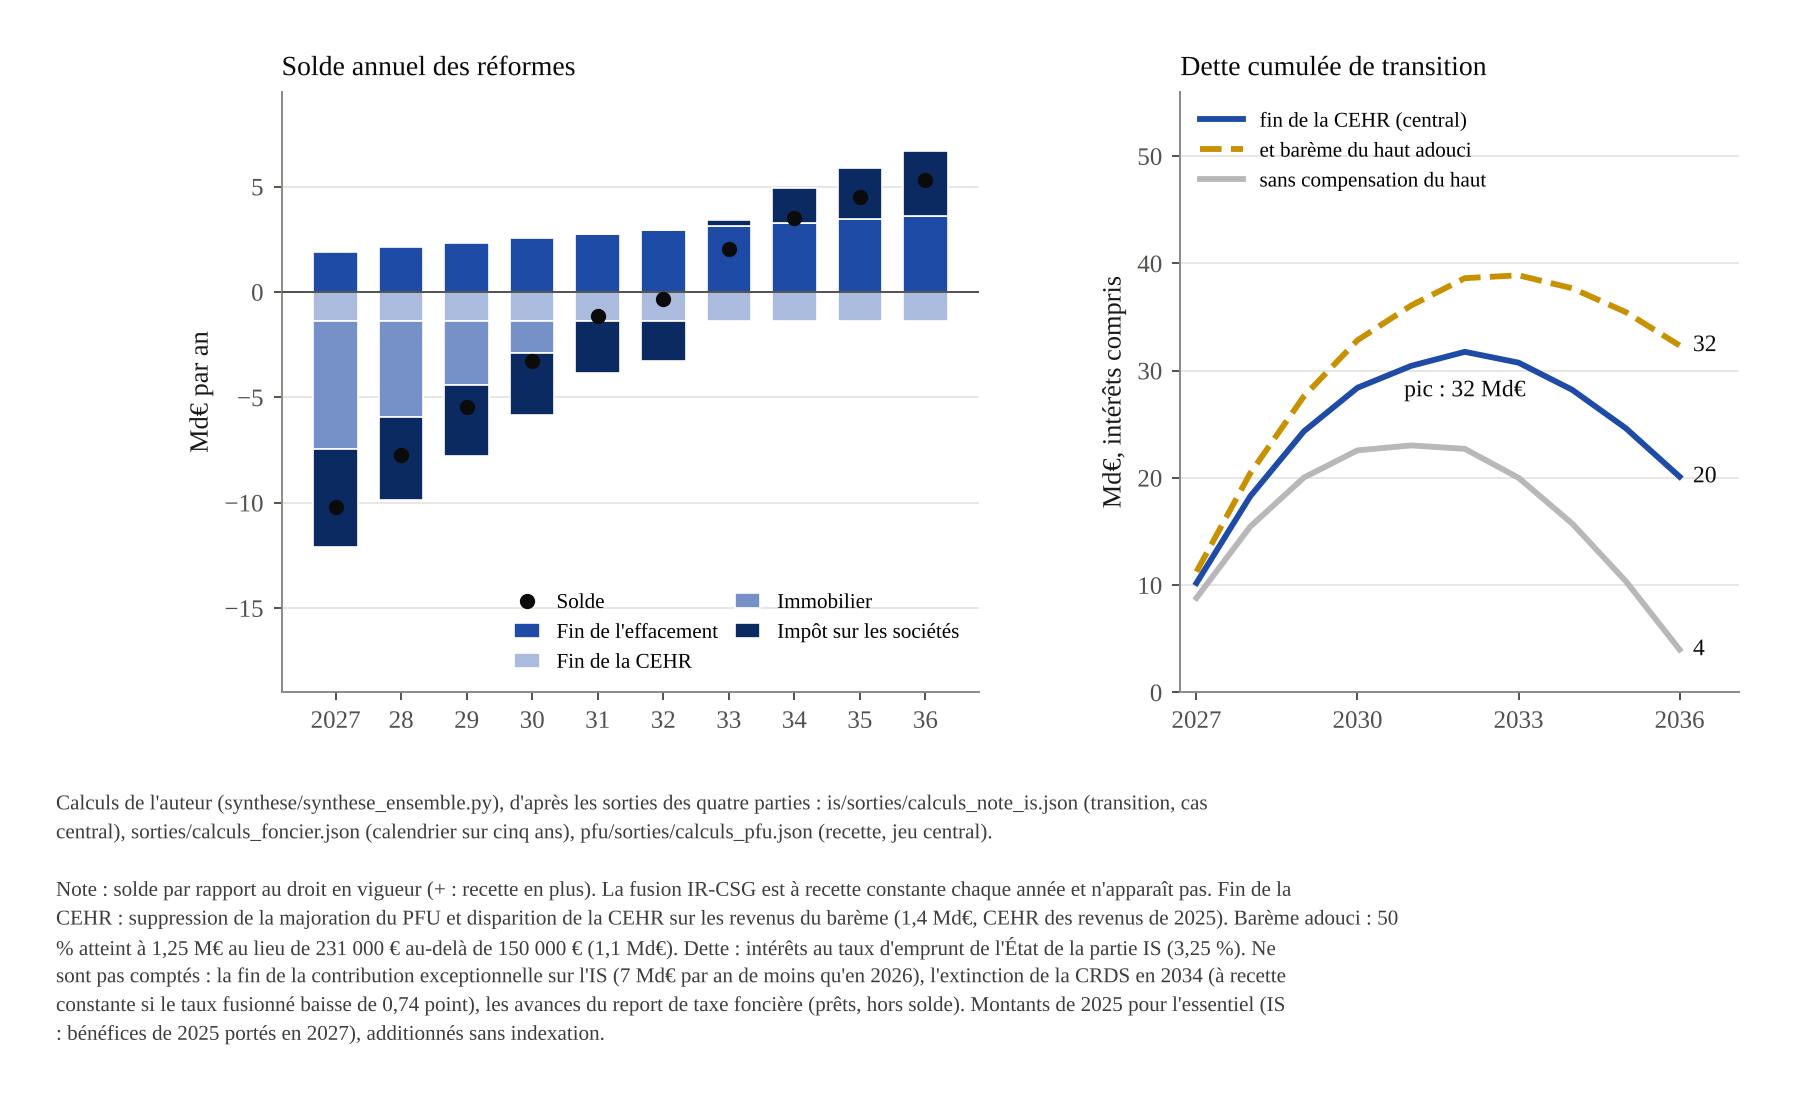 Solde annuel des réformes
Md€ par an
5
0
−5
−10
−15
Solde
Fin de l'effacement
Fin de la CEHR
Immobilier
Impôt sur les sociétés
2027 28 29 30 31 32 33 34 35 36
Dette cumulée de transition
fin de la CEHR (central)
et barème du haut adouci
sans compensation du haut
Md€, intérêts compris
50
40
30
20
10
0
pic : 32 Md€
32
20
4
2027 2030 2033 2036
Calculs de l'auteur (synthese/synthese_ensemble.py), d'après les sorties des quatre parties : is/sorties/calculs_note_is.json (transition, cas
central), sorties/calculs_foncier.json (calendrier sur cinq ans), pfu/sorties/calculs_pfu.json (recette, jeu central).
Note : solde par rapport au droit en vigueur (+ : recette en plus). La fusion IR-CSG est à recette constante chaque année et n'apparaît pas. Fin de la
CEHR : suppression de la majoration du PFU et disparition de la CEHR sur les revenus du barème (1,4 Md€, CEHR des revenus de 2025). Barème adouci : 50
% atteint à 1,25 M€ au lieu de 231 000 € au-delà de 150 000 € (1,1 Md€). Dette : intérêts au taux d'emprunt de l'État de la partie IS (3,25 %). Ne
sont pas comptés : la fin de la contribution exceptionnelle sur l'IS (7 Md€ par an de moins qu'en 2026), l'extinction de la CRDS en 2034 (à recette
constante si le taux fusionné baisse de 0,74 point), les avances du report de taxe foncière (prêts, hors solde). Montants de 2025 pour l'essentiel (IS
: bénéfices de 2025 portés en 2027), additionnés sans indexation.